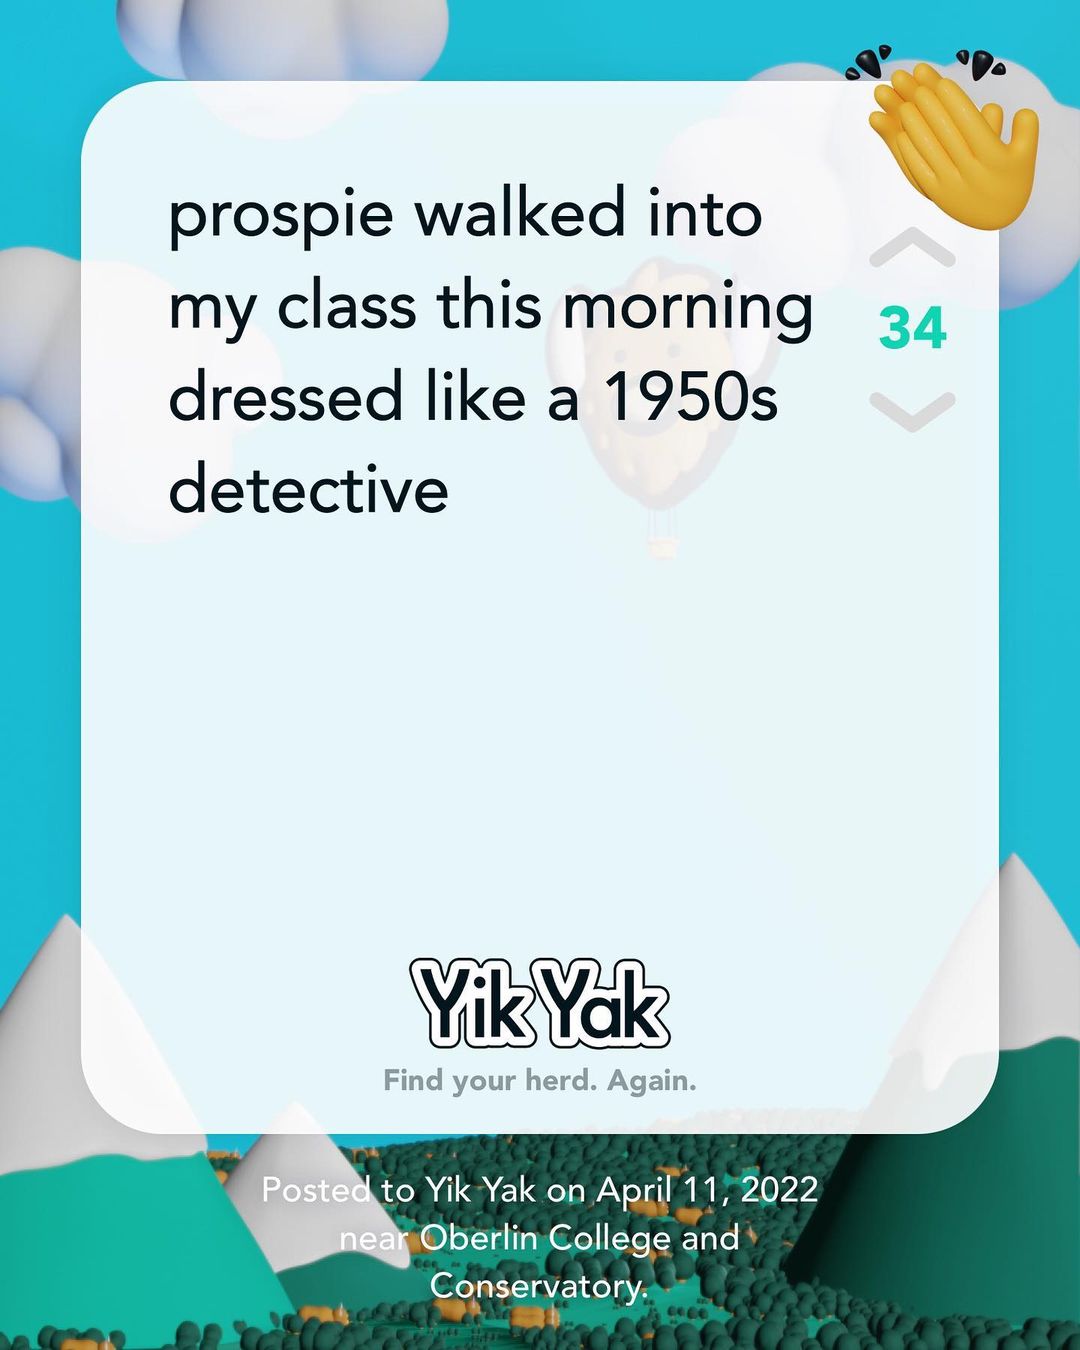 prospie walked into
my class this morning
dressed like a 1950s
detective
34
Yik Yak
Find your herd. Again.
Posted to Yik Yak on April 11, 2022
near Oberlin College and
Conservatory.